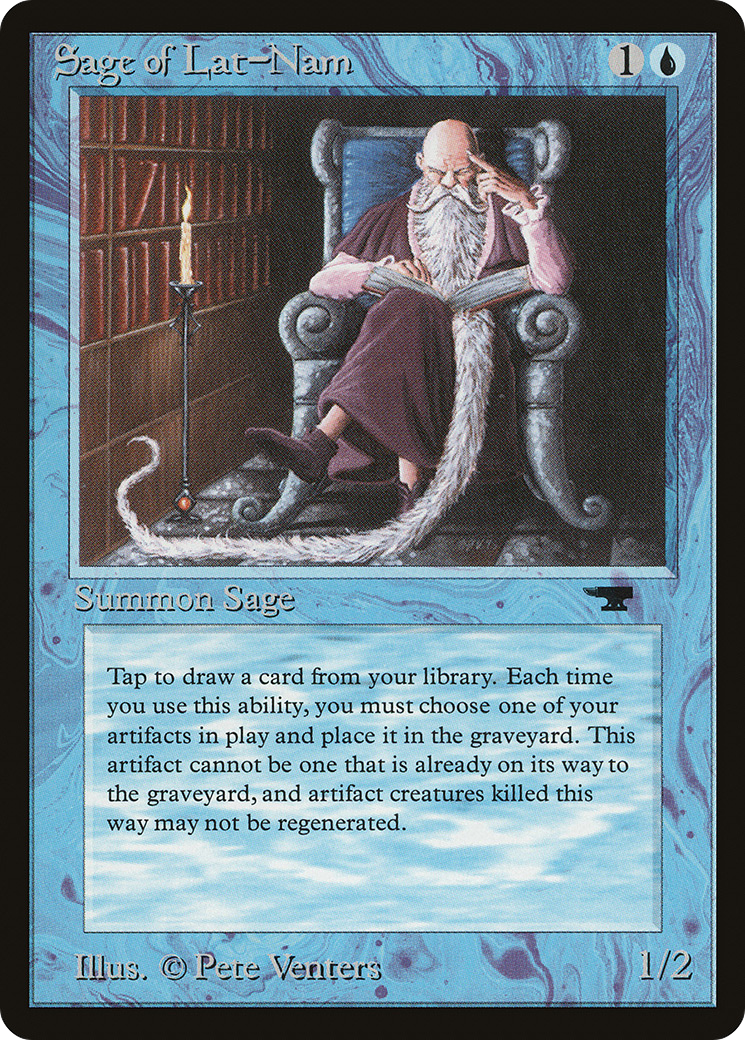 Sage of Lat-Nam 1
Summon Sage
Tap to draw a card from your library. Each time
you use this ability, you must choose one of your
artifacts in play and place it in the graveyard. This
artifact cannot be one that is already on its way to
the graveyard, and artifact creatures killed this
way may not be regenerated.
Illus. © Pete Venters 1/2